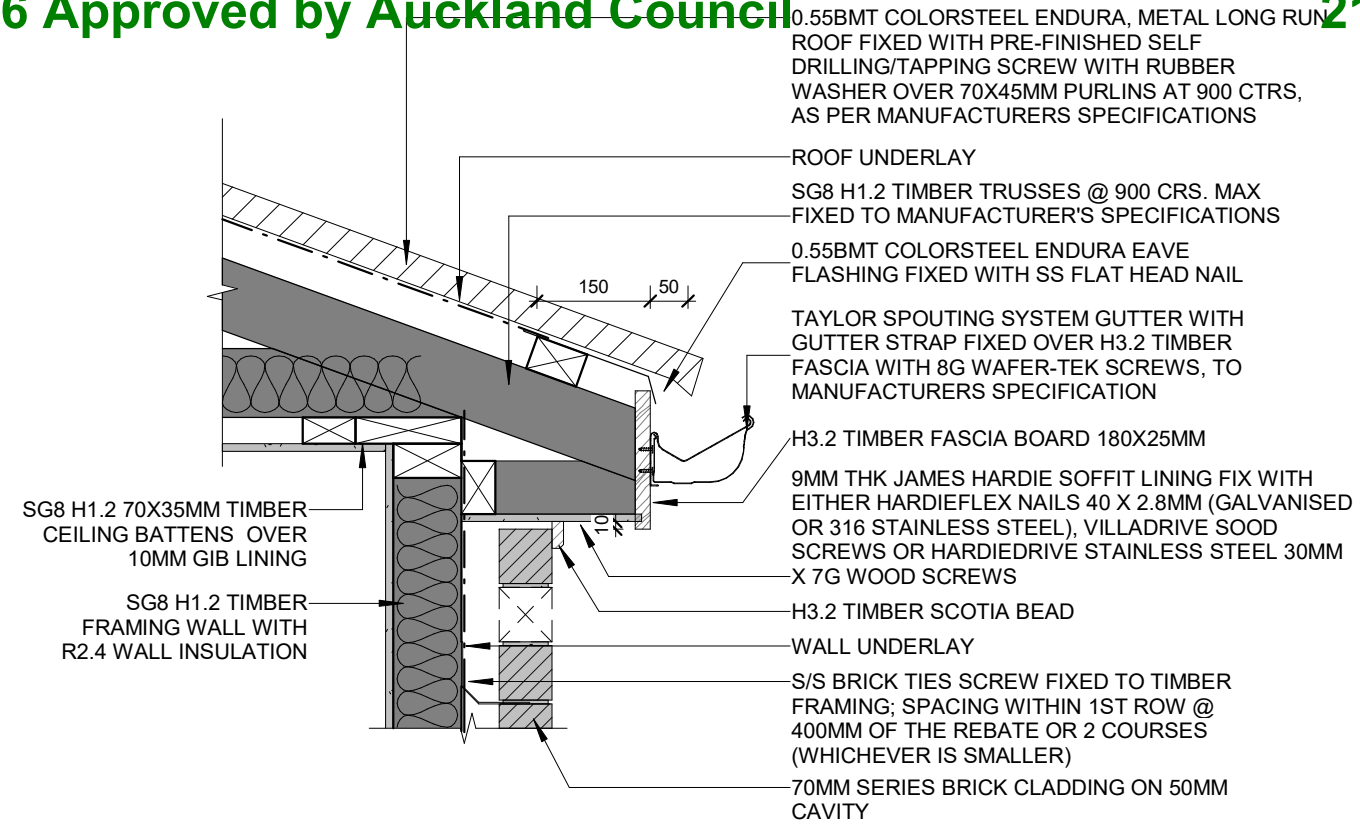 6 Approved by Auckland Council
21
0.55BMT COLORSTEEL ENDURA, METAL LONG RUN
ROOF FIXED WITH PRE-FINISHED SELF
DRILLING/TAPPING SCREW WITH RUBBER
WASHER OVER 70X45MM PURLINS AT 900 CTRS,
AS PER MANUFACTURERS SPECIFICATIONS
ROOF UNDERLAY
SG8 H1.2 TIMBER TRUSSES @ 900 CRS. MAX
FIXED TO MANUFACTURER'S SPECIFICATIONS
0.55BMT COLORSTEEL ENDURA EAVE
FLASHING FIXED WITH SS FLAT HEAD NAIL
150
50
TAYLOR SPOUTING SYSTEM GUTTER WITH
GUTTER STRAP FIXED OVER H3.2 TIMBER
FASCIA WITH 8G WAFER-TEK SCREWS, TO
MANUFACTURERS SPECIFICATION
H3.2 TIMBER FASCIA BOARD 180X25MM
9MM THK JAMES HARDIE SOFFIT LINING FIX WITH
EITHER HARDIEFLEX NAILS 40 X 2.8MM (GALVANISED
OR 316 STAINLESS STEEL), VILLADRIVE SOOD
SCREWS OR HARDIEDRIVE STAINLESS STEEL 30MM
X 7G WOOD SCREWS
10
H3.2 TIMBER SCOTIA BEAD
WALL UNDERLAY
S/S BRICK TIES SCREW FIXED TO TIMBER
FRAMING; SPACING WITHIN 1ST ROW @
400MM OF THE REBATE OR 2 COURSES
(WHICHEVER IS SMALLER)
70MM SERIES BRICK CLADDING ON 50MM
CAVITY
SG8 H1.2 70X35MM TIMBER
CEILING BATTENS OVER
10MM GIB LINING
SG8 H1.2 TIMBER
FRAMING WALL WITH
R2.4 WALL INSULATION